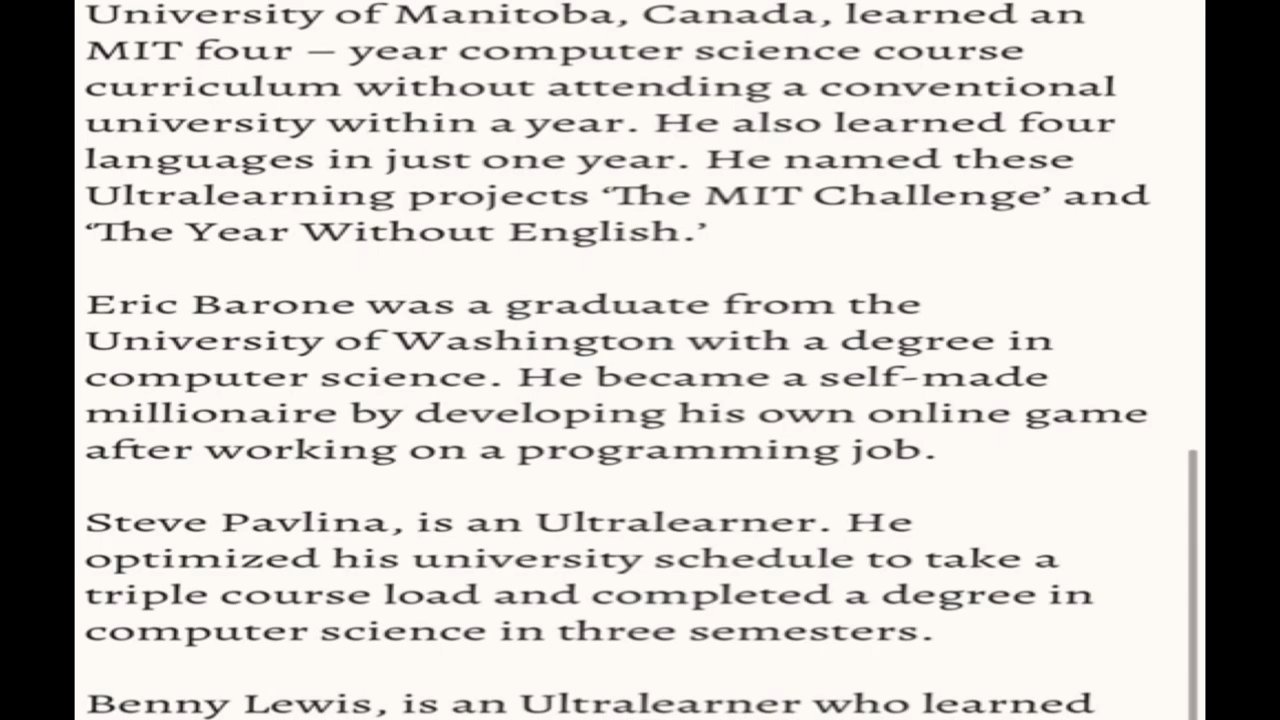 University of Manitoba, Canada, learned an
MIT four – year computer science course
curriculum without attending a conventional
university within a year. He also learned four
languages in just one year. He named these
Ultralearning projects ‘The MIT Challenge’ and
‘The Year Without English.’
Eric Barone was a graduate from the
University of Washington with a degree in
computer science. He became a self-made
millionaire by developing his own online game
after working on a programming job.
Steve Pavlina, is an Ultralearner. He
optimized his university schedule to take a
triple course load and completed a degree in
computer science in three semesters.
Benny Lewis, is an Ultralearner who learned